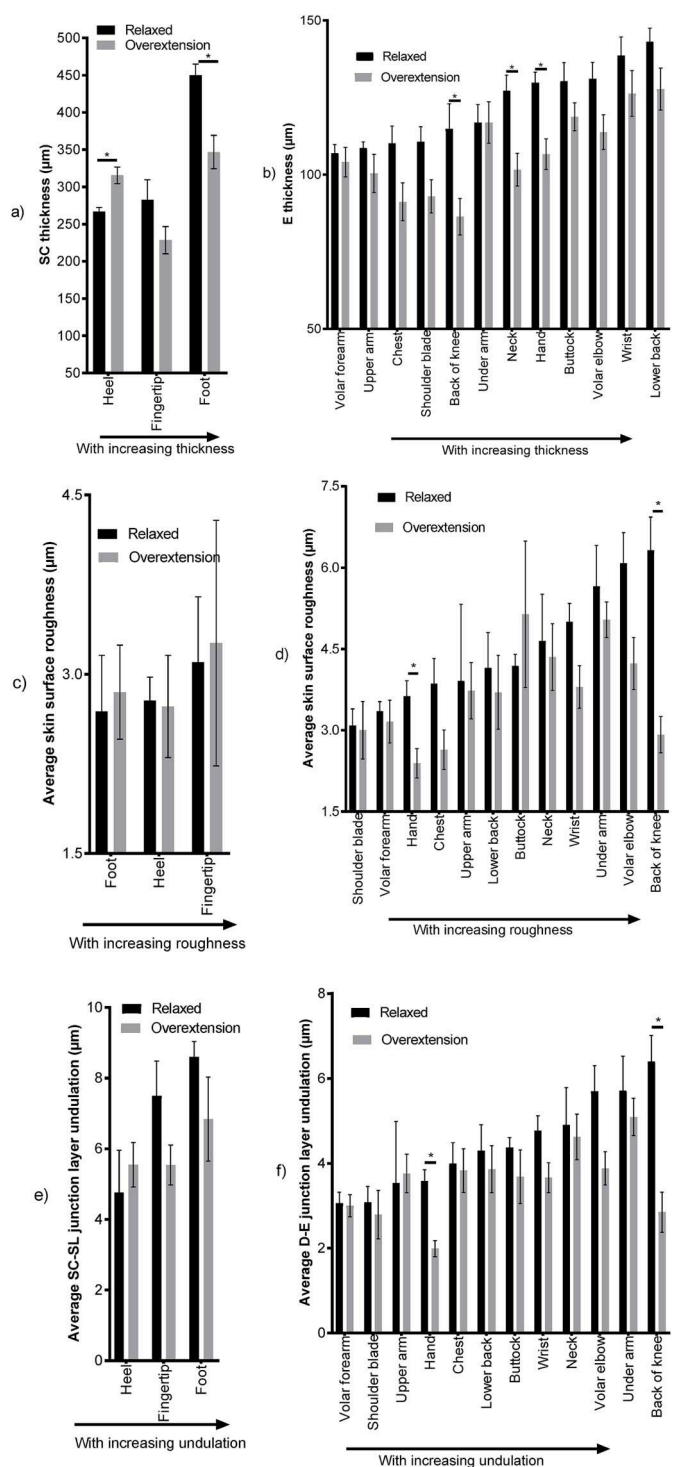 a)
SC thickness (μm)
500
450
400
350
300
250
200
150
100
50
Relaxed
Overextension
*
*
Heel
Fingertip
Foot
With increasing thickness
b)
E thickness (μm)
150
100
50
Relaxed
Overextension
*
*
*
Volar forearm
Upper arm
Chest
Shoulder blade
Back of knee
Under arm
Neck
Hand
Buttock
Volar elbow
Wrist
Lower back
With increasing thickness
c)
Average skin surface roughness (μm)
4.5
3.0
1.5
Relaxed
Overextension
Foot
Heel
Fingertip
With increasing roughness
d)
Average skin surface roughness (μm)
7.5
6.0
4.5
3.0
1.5
Relaxed
Overextension
*
*
Shoulder blade
Volar forearm
Hand
Chest
Upper arm
Lower back
Buttock
Neck
Wrist
Under arm
Volar elbow
Back of knee
With increasing roughness
e)
Average SC-SL junction layer undulation (μm)
10
8
6
4
2
0
Relaxed
Overextension
Heel
Fingertip
Foot
With increasing undulation
f)
Average D-E junction layer undulation (μm)
8
6
4
2
0
Relaxed
Overextension
*
*
Volar forearm
Shoulder blade
Upper arm
Hand
Chest
Lower back
Buttock
Wrist
Neck
Volar elbow
Under arm
Back of knee
With increasing undulation